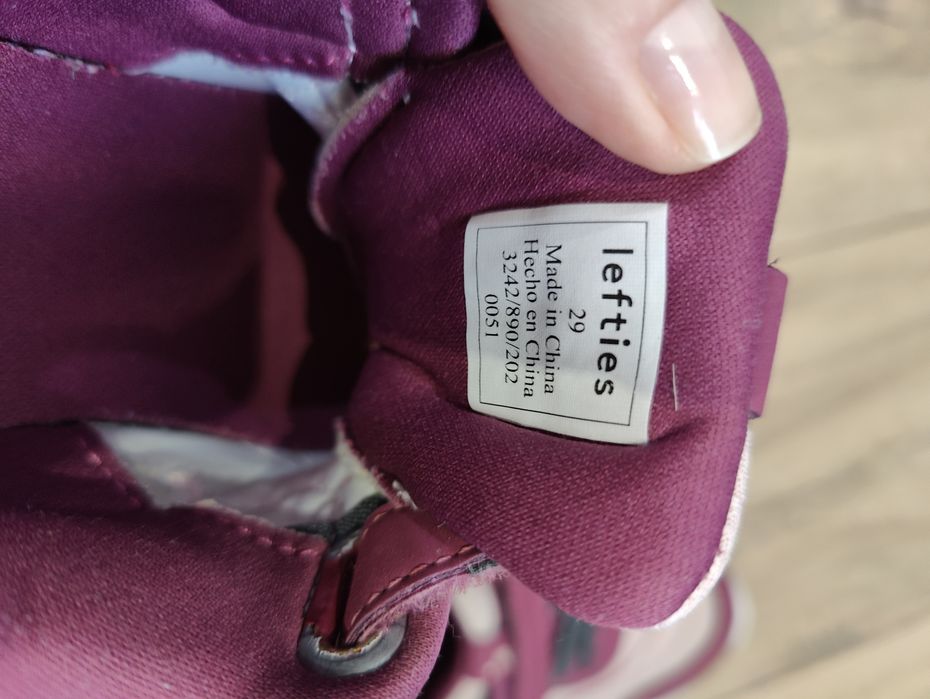 lefties
29
Made in China
Hecho en China
3242/890/202
0051